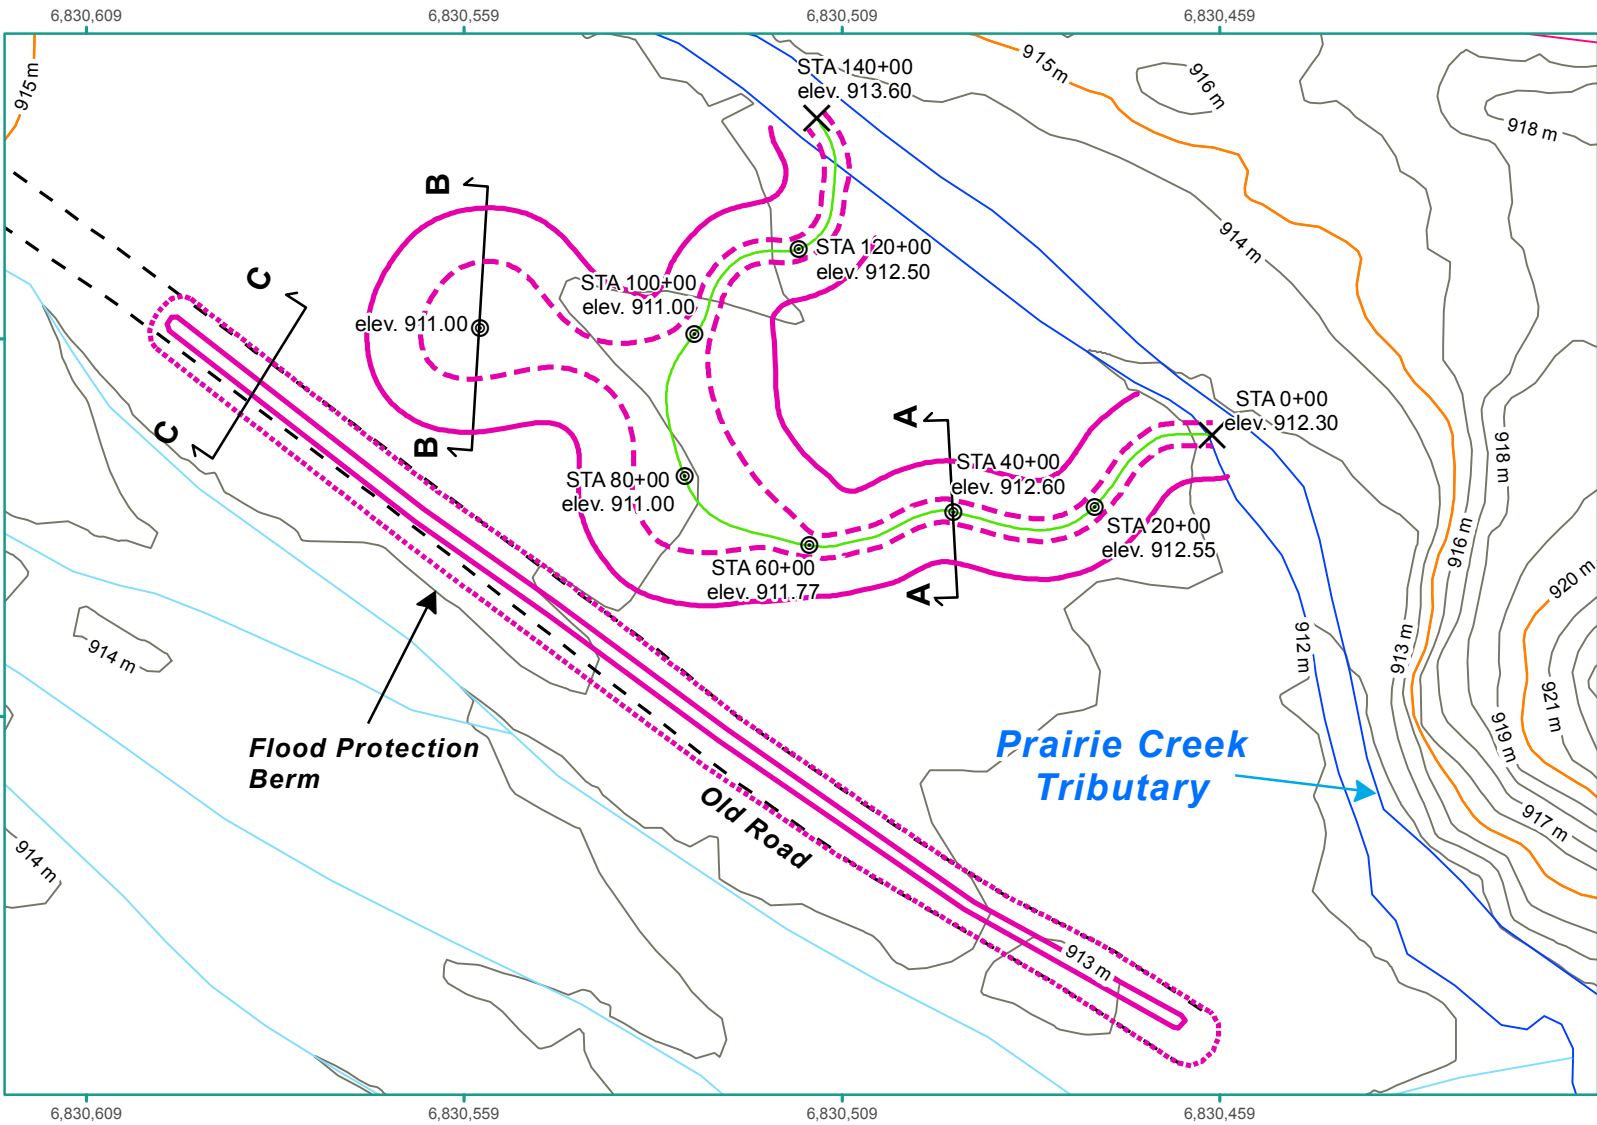 6,830,609
6,830,559
6,830,509
6,830,459
STA 140+00
elev. 913.60
915m
915m
916 m
918 m
B
STA 120+00
elev. 912.50
914 m
C
STA 100+00
elev. 911.00
elev. 911.00
STA 0+00
elev. 912.30
A
C
B
STA 40+00
elev. 912.60
918 m
STA 80+00
elev. 911.00
STA 20+00
elev. 912.55
916 m
STA 60+00
elev. 911.77
A
920 m
914 m
912 m
913 m
921 m
919 m
Flood Protection
Berm
Prairie Creek
Tributary
Old Road
917 m
914 m
913 m
6,830,609
6,830,559
6,830,509
6,830,459